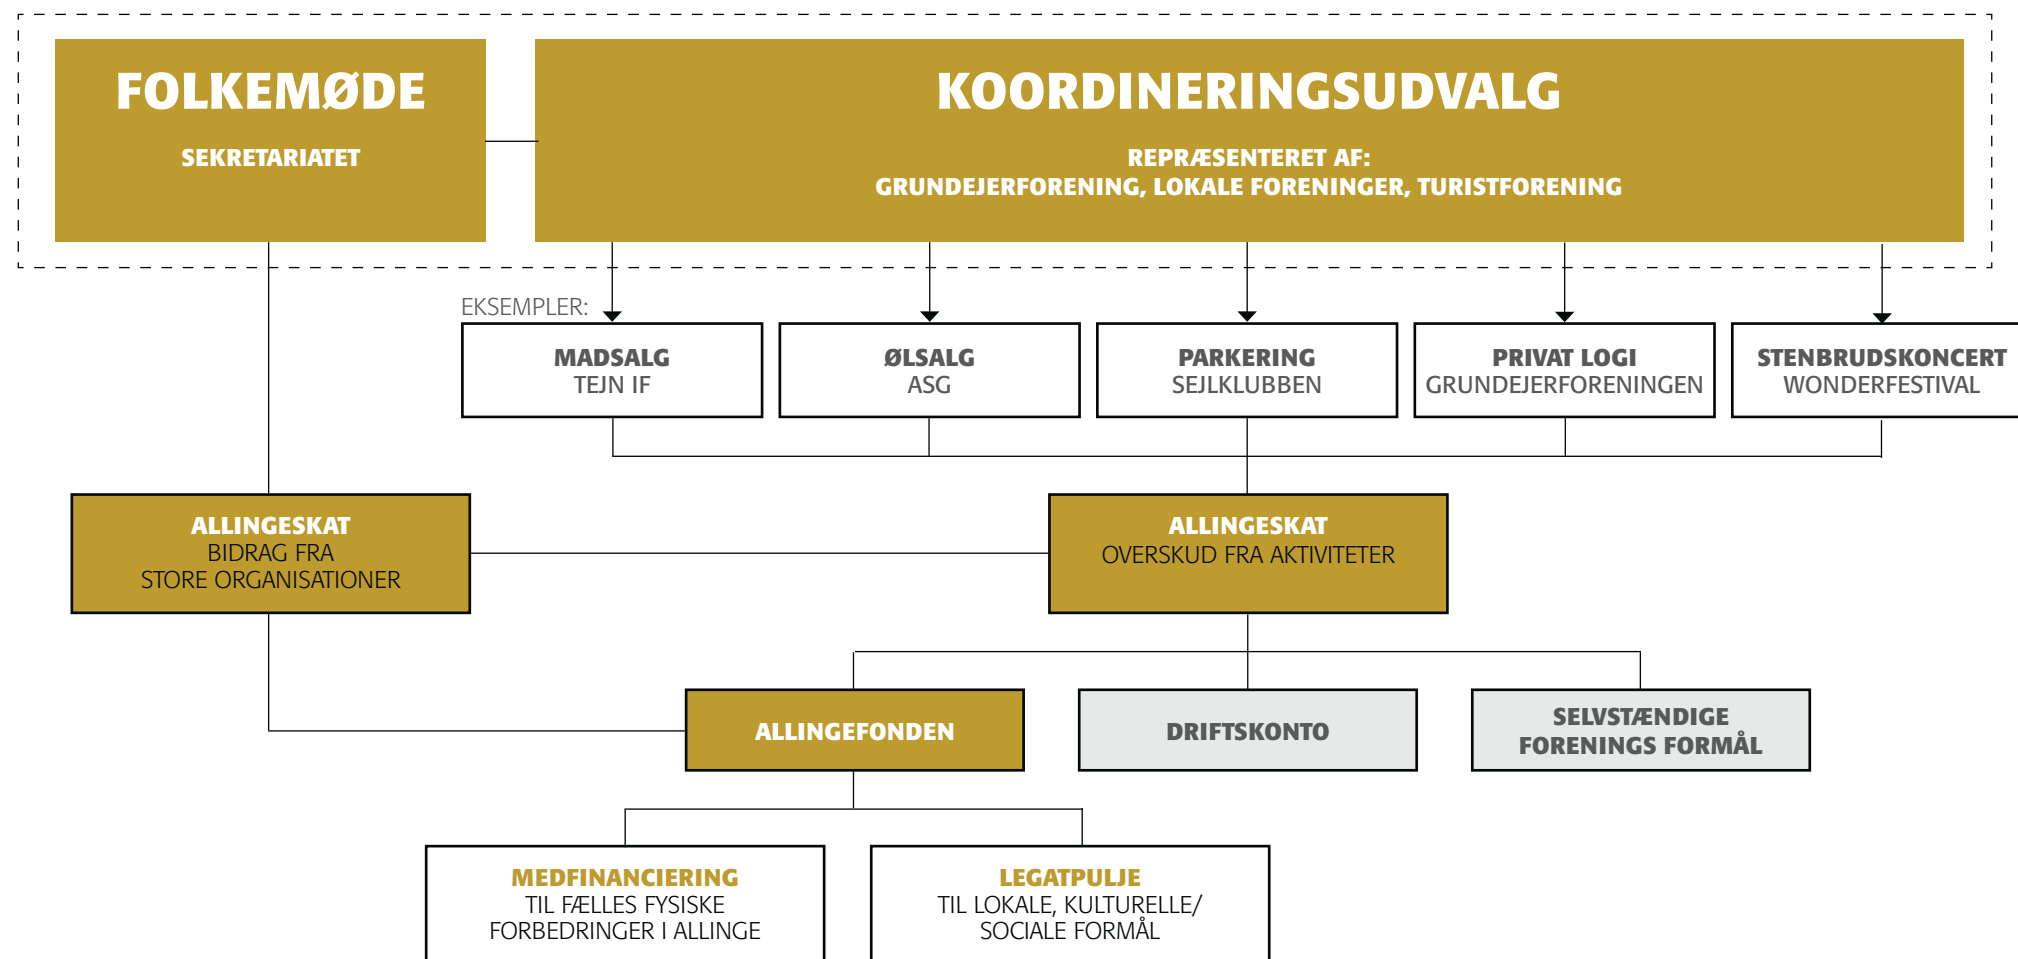 FOLKEMØDE
SEKRETARIATET
KOORDINERINGSUDVALG
REPRÆSENTERET AF:
GRUNDEJERFORENING, LOKALE FORENINGER, TURISTFORENING
EKSEMPLER:
MADSALG
TEJN IF
ØLSALG
ASG
PARKERING
SEJLKLUBBEN
PRIVAT LOGI
GRUNDEJERFORENINGEN
STENBRUDSKONCERT
WONDERFESTIVAL
ALLINGESKAT
BIDRAG FRA
STORE ORGANISATIONER
ALLINGESKAT
OVERSKUD FRA AKTIVITETER
ALLINGEFONDEN
DRIFTSKONTO
SELVSTÆNDIGE
FORENINGS FORMÅL
MEDFINANCIERING
TIL FÆLLES FYSISKE
FORBEDRINGER I ALLINGE
LEGATPULJE
TIL LOKALE, KULTURELLE/
SOCIALE FORMÅL